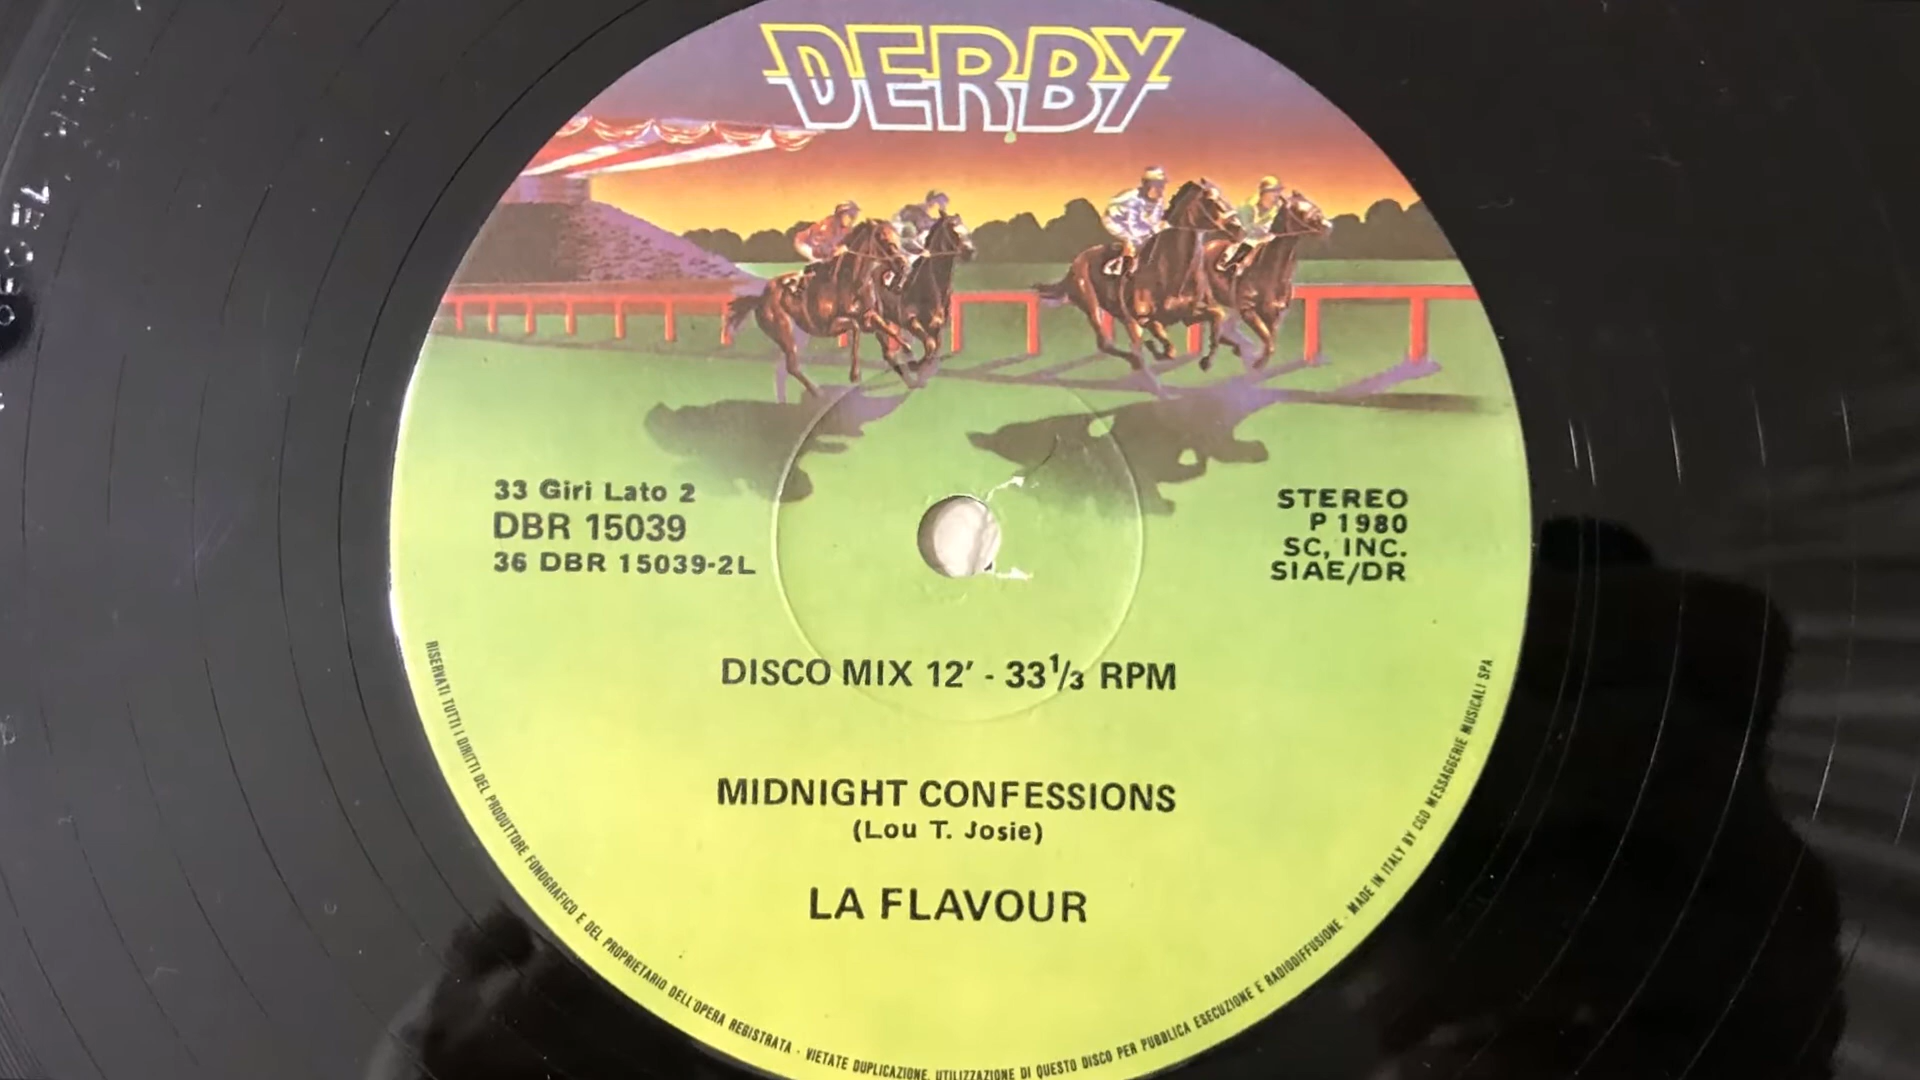 DERBY
33 Giri Lato 2
DBR 15039
36 DBR 15039-2L
STEREO
P 1980
SC, INC.
SIAE/DR
DISCO MIX 12' - 33 1/3 RPM
MIDNIGHT CONFESSIONS
(Lou T. Josie)
LA FLAVOUR
RISERVATI TUTTI I DIRITTI DEL PRODUTTORE FONOGRAFICO E DEL PROPRIETARIO DELL'OPERA REGISTRATA - VIETATE DUPLICAZIONE, UTILIZZAZIONE DI QUESTO DISCO PER PUBBLICA ESECUZIONE E RADIODIFFUSIONE - MADE IN ITALY BY CGD MESSAGGERIE MUSICALI SPA